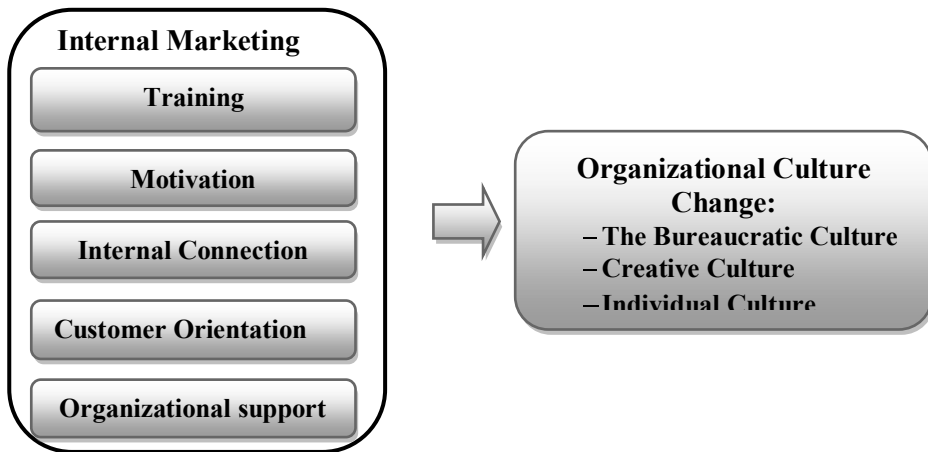 Internal Marketing
Training
Motivation
Internal Connection
Customer Orientation
Organizational support
Organizational Culture
Change:
– The Bureaucratic Culture
– Creative Culture
– Individual Culture